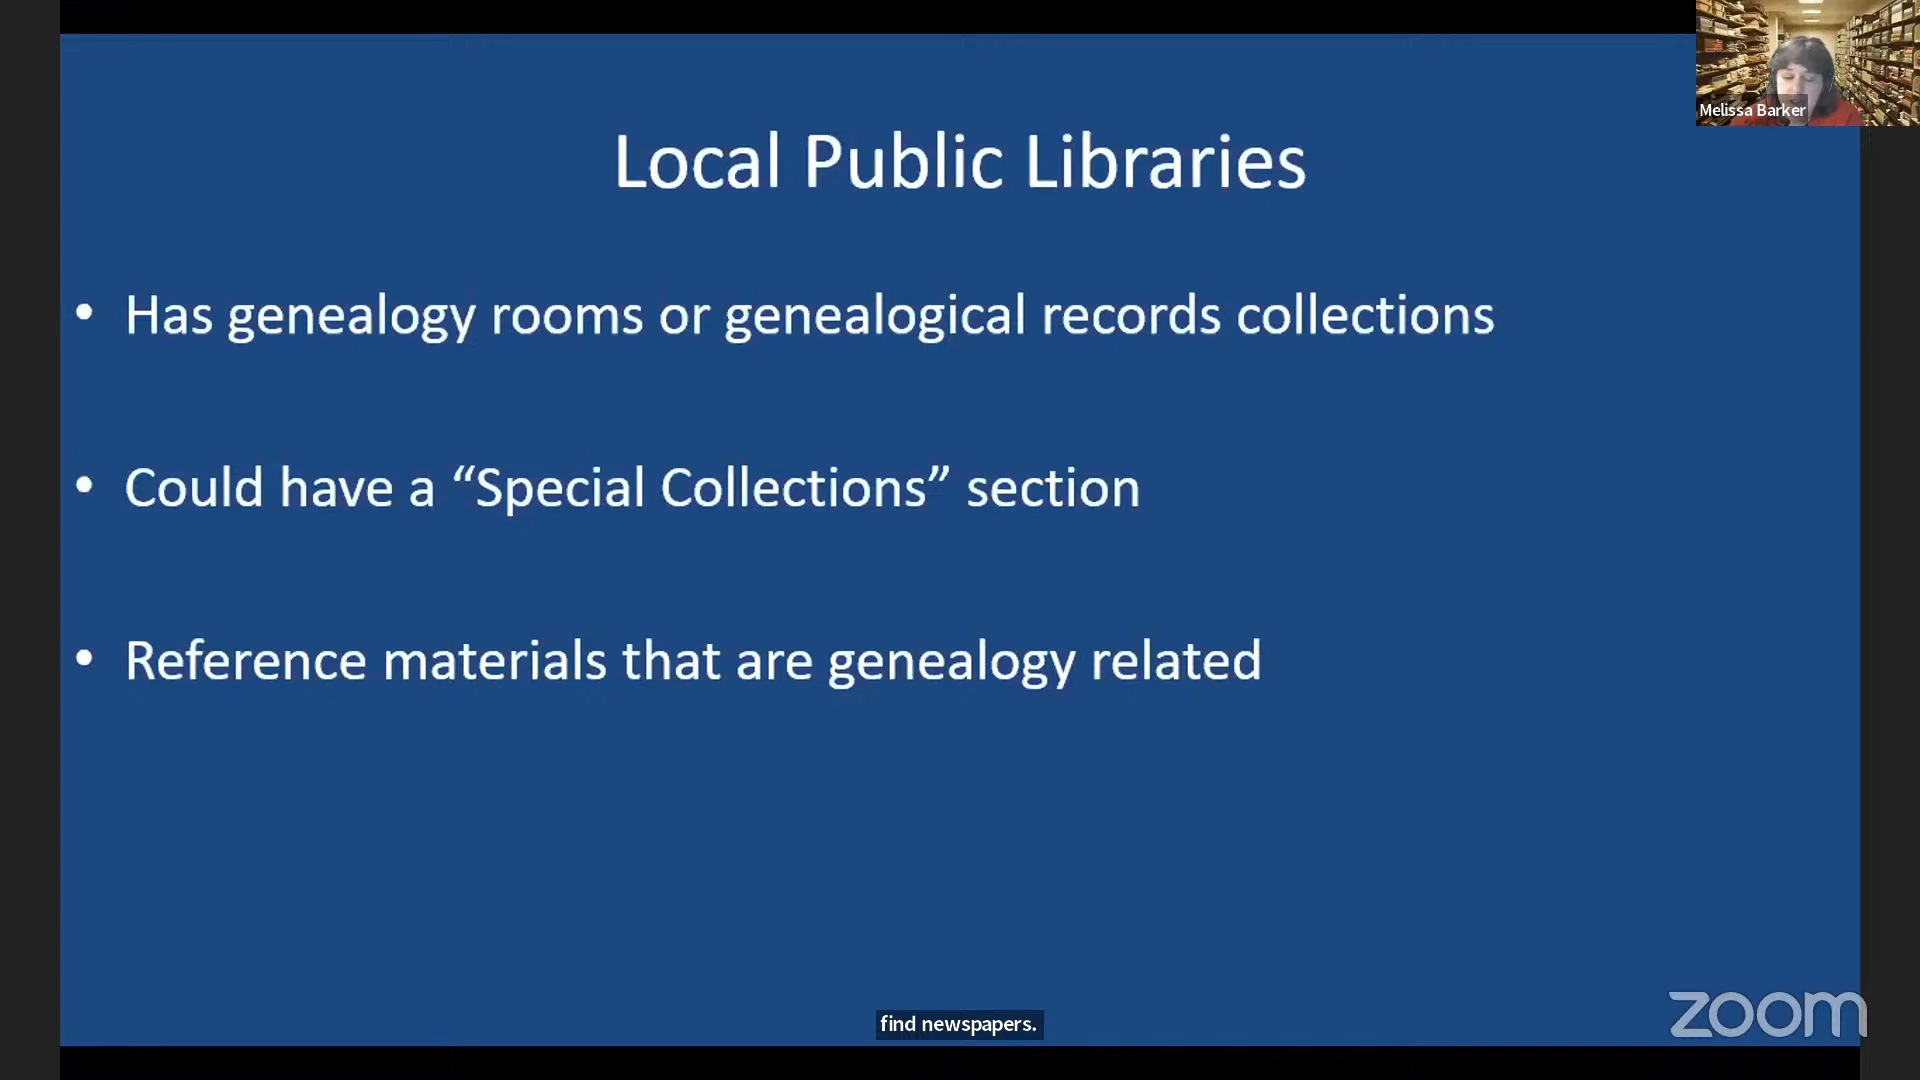 Melissa Barker
Local Public Libraries
• Has genealogy rooms or genealogical records collections
• Could have a “Special Collections” section
• Reference materials that are genealogy related
find newspapers.
zoom